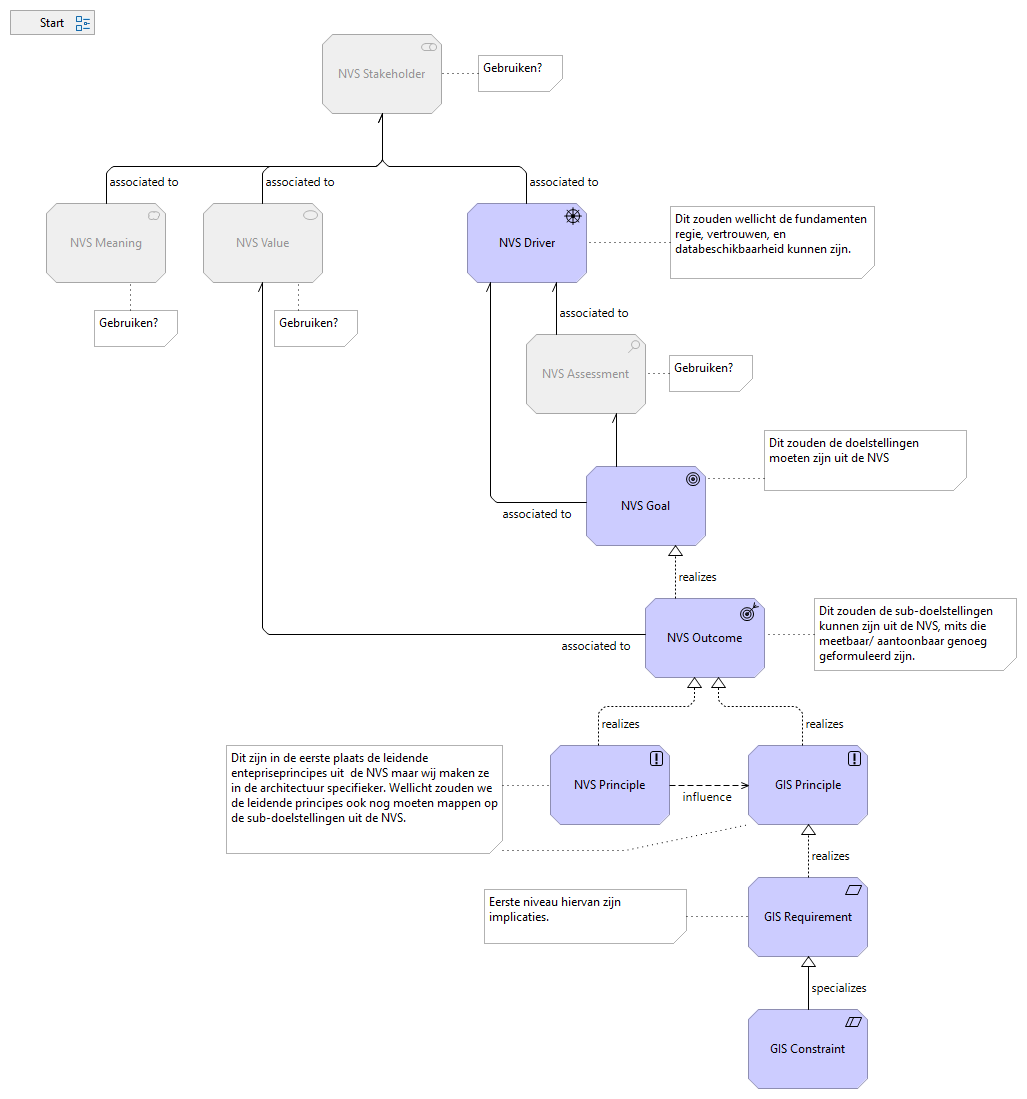 Start
NVS Stakeholder
Gebruiken?
associated to
associated to
associated to
NVS Meaning
NVS Value
NVS Driver
Dit zouden wellicht de fundamenten
regie, vertrouwen, en
databeschikbaarheid kunnen zijn.
Gebruiken?
Gebruiken?
associated to
NVS Assessment
Gebruiken?
Dit zouden de doelstellingen
moeten zijn uit de NVS
NVS Goal
associated to
realizes
Dit zouden de sub-doelstellingen
kunnen zijn uit de NVS, mits die
meetbaar/ aantoonbaar genoeg
geformuleerd zijn.
NVS Outcome
associated to
realizes
realizes
Dit zijn in de eerste plaats de leidende
entepriseprincipes uit  de NVS maar wij maken ze
in de architectuur specifieker. Wellicht zouden we
de leidende principes ook nog moeten mappen op
de sub-doelstellingen uit de NVS.
NVS Principle
influence
GIS Principle
realizes
Eerste niveau hiervan zijn
implicaties.
GIS Requirement
specializes
GIS Constraint